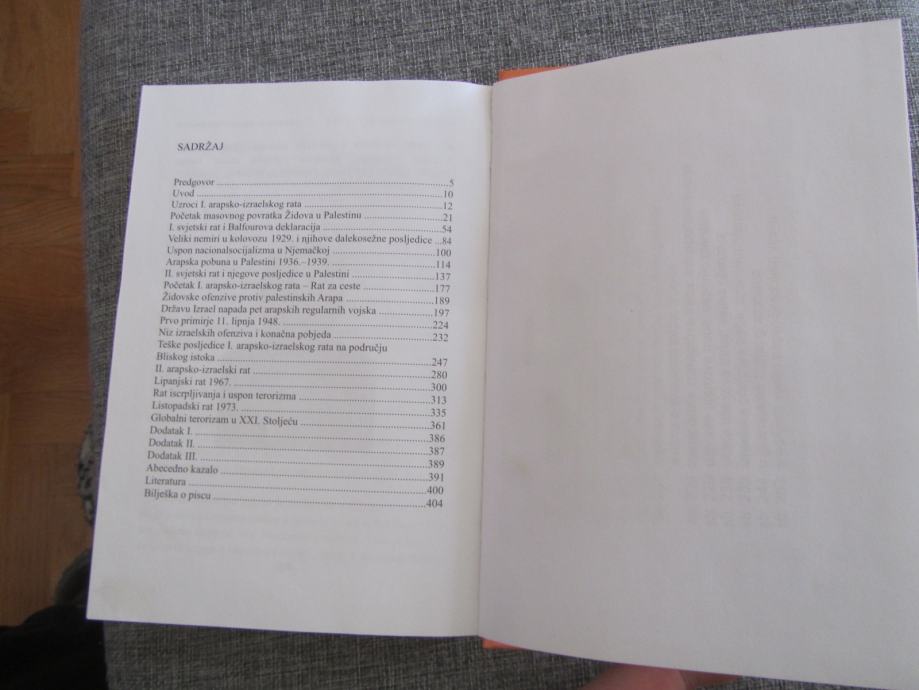 SADRŽAJ
Predgovor ........ 5
Uvod ........ 10
Uzroci I. arapsko-izraelskog rata ........ 12
Početak masovnog povratka Židova u Palestinu ........ 21
I. svjetski rat i Balfourova deklaracija ........ 54
Veliki nemiri u kolovozu 1929. i njihove dalekosežne posljedice ... 84
Uspon nacionalsocijalizma u Njemačkoj ........ 100
Arapska pobuna u Palestini 1936.–1939. ........ 114
II. svjetski rat i njegove posljedice u Palestini ........ 137
Početak I. arapsko-izraelskog rata – Rat za ceste ........ 177
Židovske ofenzive protiv palestinskih Arapa ........ 189
Državu Izrael napada pet arapskih regularnih vojska ........ 197
Prvo primirje 11. lipnja 1948. ........ 224
Niz izraelskih ofenziva i konačna pobjeda ........ 232
Teške posljedice I. arapsko-izraelskog rata na području
Bliskog istoka ........ 247
II. arapsko-izraelski rat ........ 280
Lipanjski rat 1967. ........ 300
Rat iscrpljivanja i uspon terorizma ........ 313
Listopadski rat 1973. ........ 335
Globalni terorizam u XXI. Stoljeću ........ 361
Dodatak I. ........ 386
Dodatak II. ........ 387
Dodatak III. ........ 389
Abecedno kazalo ........ 391
Literatura ........ 400
Bilješka o piscu ........ 404